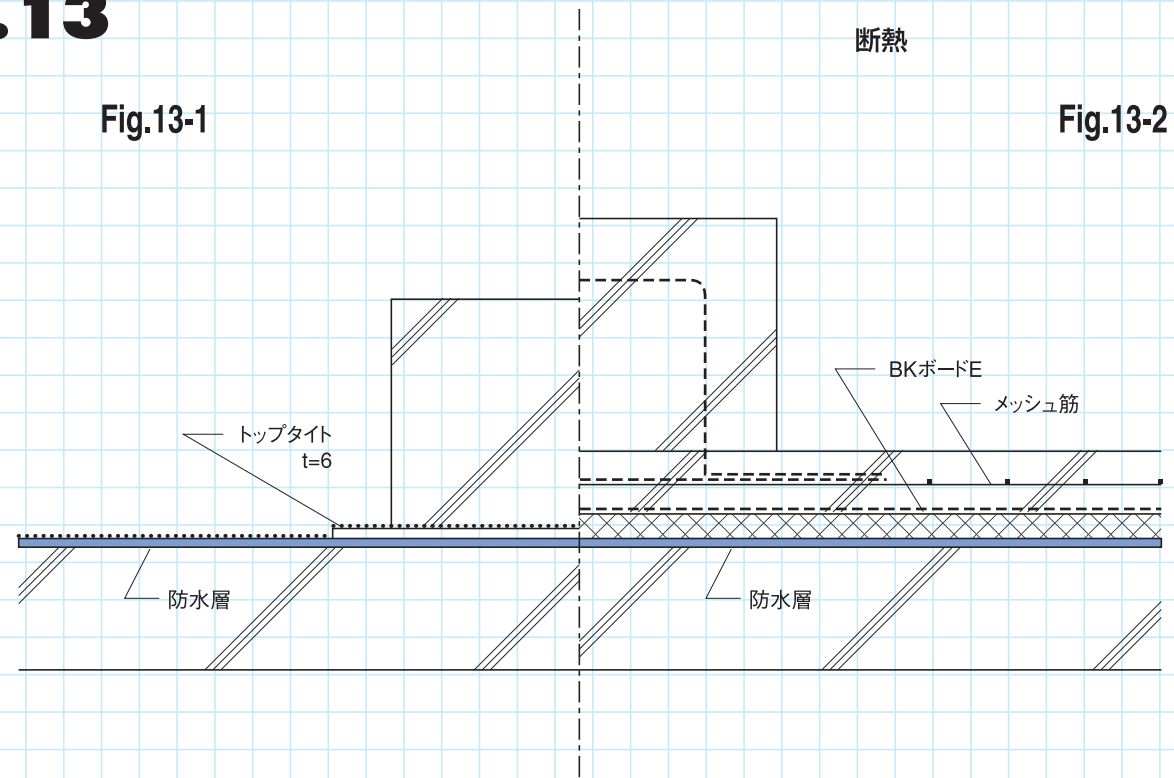 .13
断熱
Fig.13-1
Fig.13-2
BKボードE
メッシュ筋
トップタイト
t=6
防水層
防水層